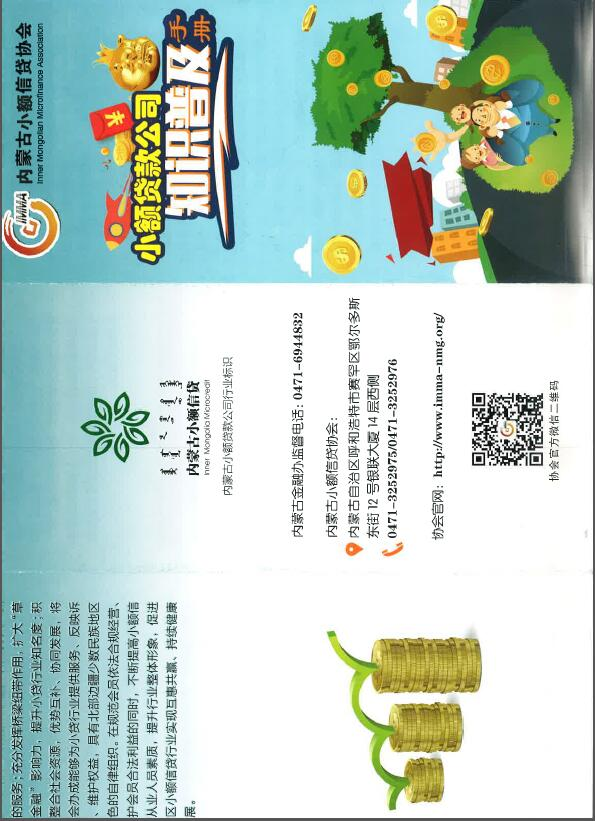 内蒙古小额信贷协会
Inner Mongolian Microfinance Association
IMMA
小额贷款公司
知识普及
手册
内蒙古小额信贷
Inner Mongolia Microcredit
内蒙古小额贷款公司行业标识
内蒙古金融办监督电话:0471-6944832
内蒙古小额信贷协会:
内蒙古自治区呼和浩特市赛罕区鄂尔多斯
东街12号银联大厦14层西侧
0471-3252975/0471-3252976
协会官网:http://www.imma-nmg.org/
协会官方微信二维码
的服务;充分发挥桥梁纽带作用,扩大“草
金融”影响力,提升小贷行业知名度;积
整合社会资源,优势互补、协同发展,将
会办成能够为小贷行业提供服务、反映诉
、维护权益,具有北部边疆少数民族地区
色的自律组织。在规范会员依法合规经营、
护会员合法利益的同时,不断提高小额信
从业人员素质,提升行业整体形象,促进
区小额信贷行业实现互惠共赢、持续健康
展。